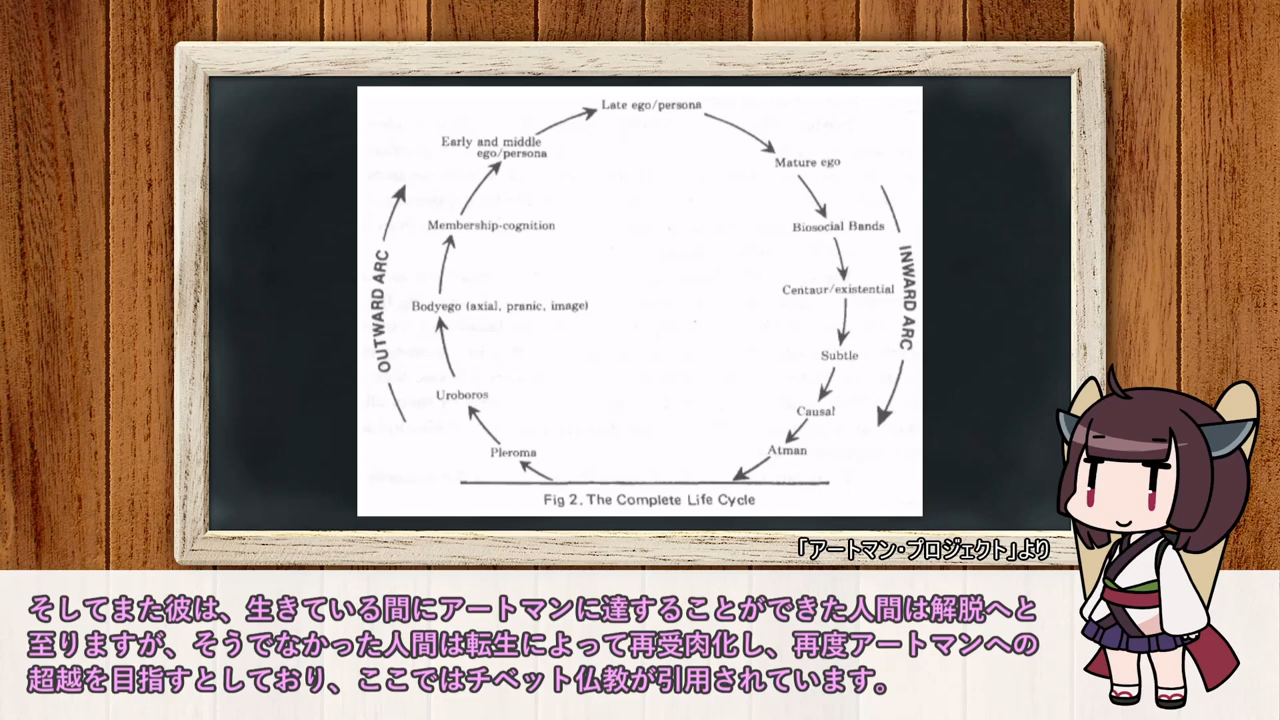 Late ego/persona
Early and middle
ego/persona
Mature ego
Membership-cognition
Biosocial Bands
OUTWARD ARC
INWARD ARC
Centaur/existential
Bodyego (axial, pranic, image)
Subtle
Uroboros
Causal
Pleroma
Atman
Fig 2. The Complete Life Cycle
「アートマン・プロジェクト」より
そしてまた彼は、生きている間にアートマンに達することができた人間は解脱へと
至りますが、そうでなかった人間は転生によって再受肉化し、再度アートマンへの
超越を目指すとしており、ここではチベット仏教が引用されています。